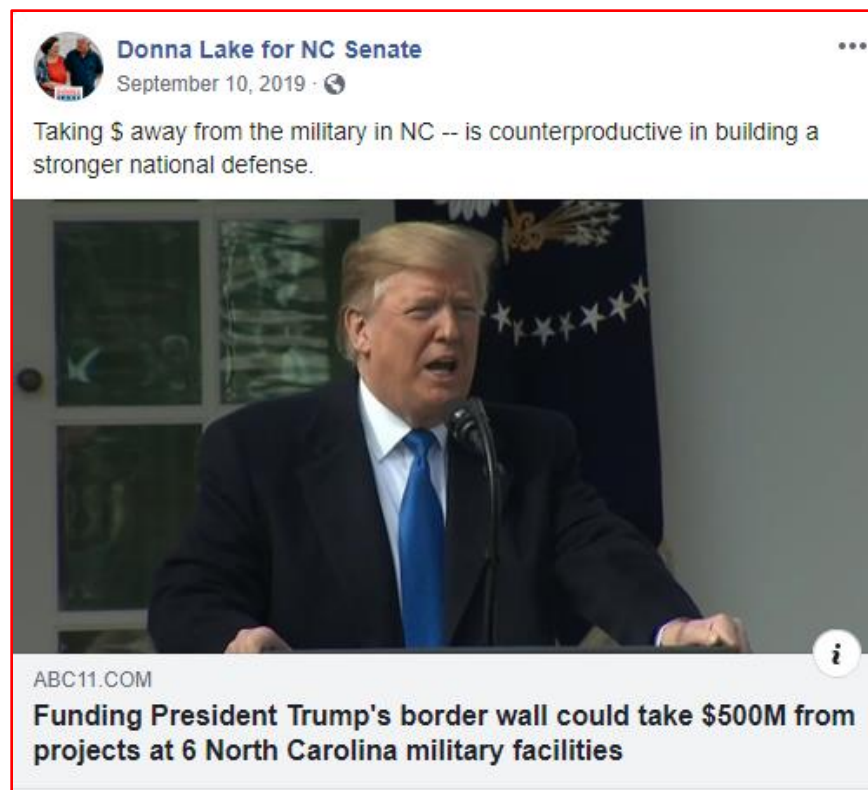 Donna Lake for NC Senate
September 10, 2019 ·
Taking $ away from the military in NC -- is counterproductive in building a
stronger national defense.
i
ABC11.COM
Funding President Trump's border wall could take $500M from
projects at 6 North Carolina military facilities